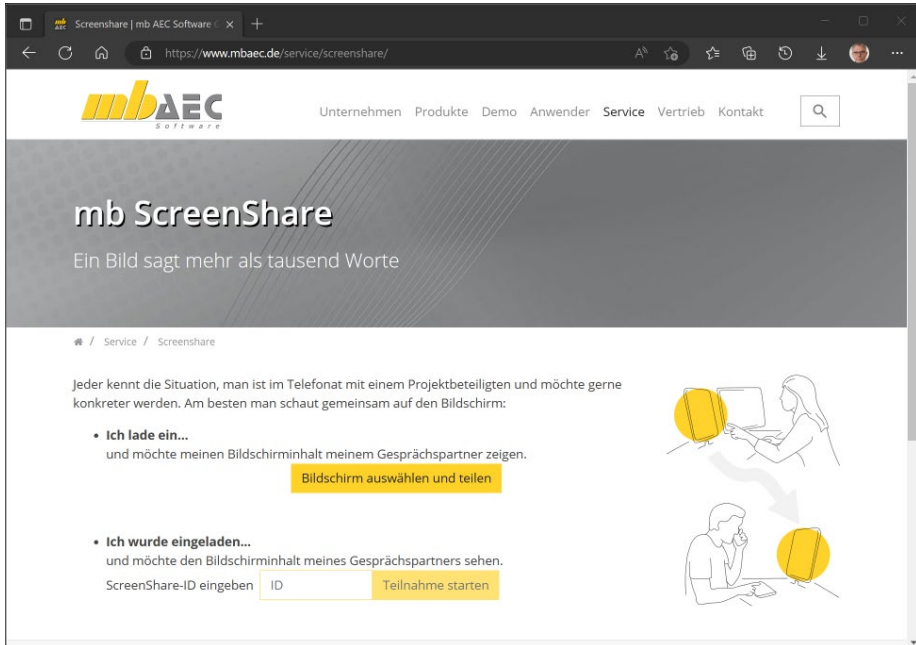 Screenshare | mb AEC Software G
https://www.mbaec.de/service/screenshare/
mbAEC
Software
Unternehmen Produkte Demo Anwender Service Vertrieb Kontakt
mb ScreenShare
Ein Bild sagt mehr als tausend Worte
/ Service / Screenshare
Jeder kennt die Situation, man ist im Telefonat mit einem Projektbeteiligten und möchte gerne
konkreter werden. Am besten man schaut gemeinsam auf den Bildschirm:
• Ich lade ein...
und möchte meinen Bildschirminhalt meinem Gesprächspartner zeigen.
Bildschirm auswählen und teilen
• Ich wurde eingeladen...
und möchte den Bildschirminhalt meines Gesprächspartners sehen.
ScreenShare-ID eingeben ID Teilnahme starten